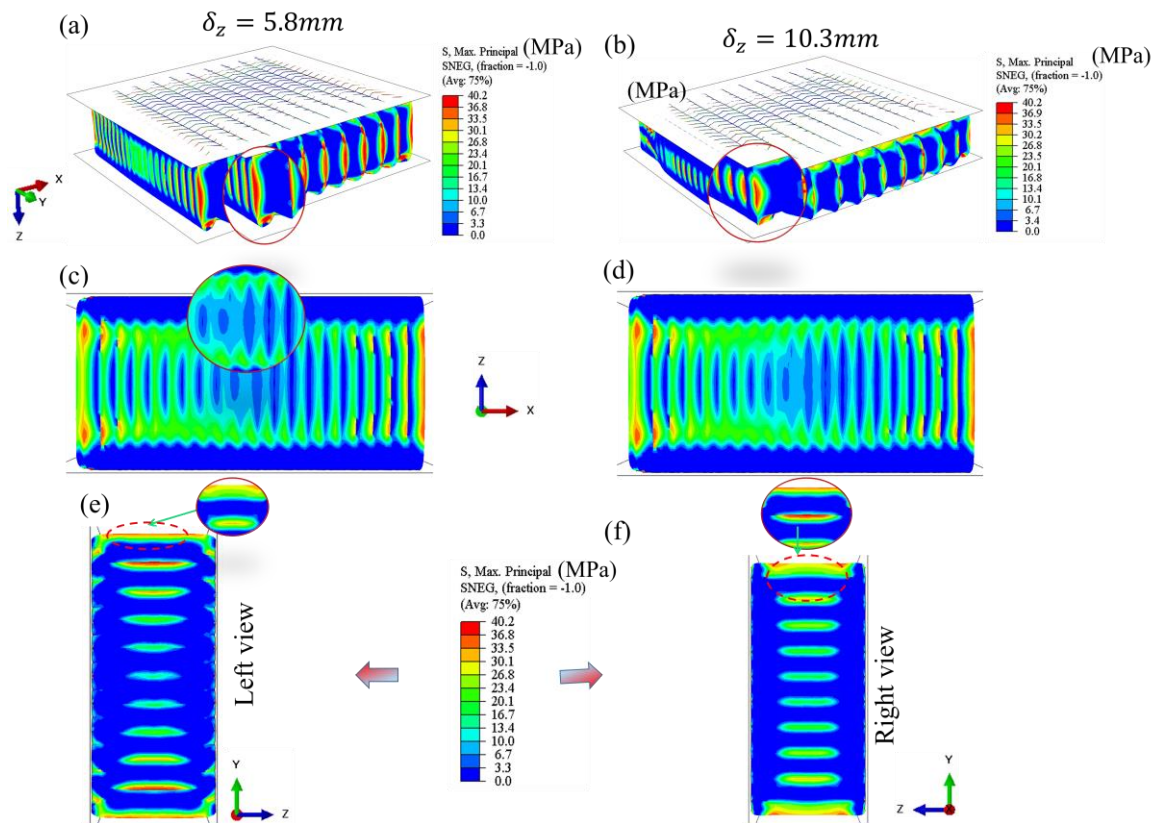 (a)
δz = 5.8mm
S, Max. Principal (MPa)
SNEG, (fraction = -1.0)
(Avg: 75%)
40.2
36.8
33.5
30.1
26.8
23.4
20.1
16.7
13.4
10.0
6.7
3.3
0.0
X
Y
Z
(b)
δz = 10.3mm
(MPa)
S, Max. Principal (MPa)
SNEG, (fraction = -1.0)
(Avg: 75%)
40.2
36.9
33.5
30.2
26.8
23.5
20.1
16.8
13.4
10.1
6.7
3.4
0.0
(c)
Z
X
(d)
(e)
Left view
Y
Z
S, Max. Principal (MPa)
SNEG, (fraction = -1.0)
(Avg: 75%)
40.2
36.8
33.5
30.1
26.8
23.4
20.1
16.7
13.4
10.0
6.7
3.3
0.0
(f)
Right view
Y
Z
X